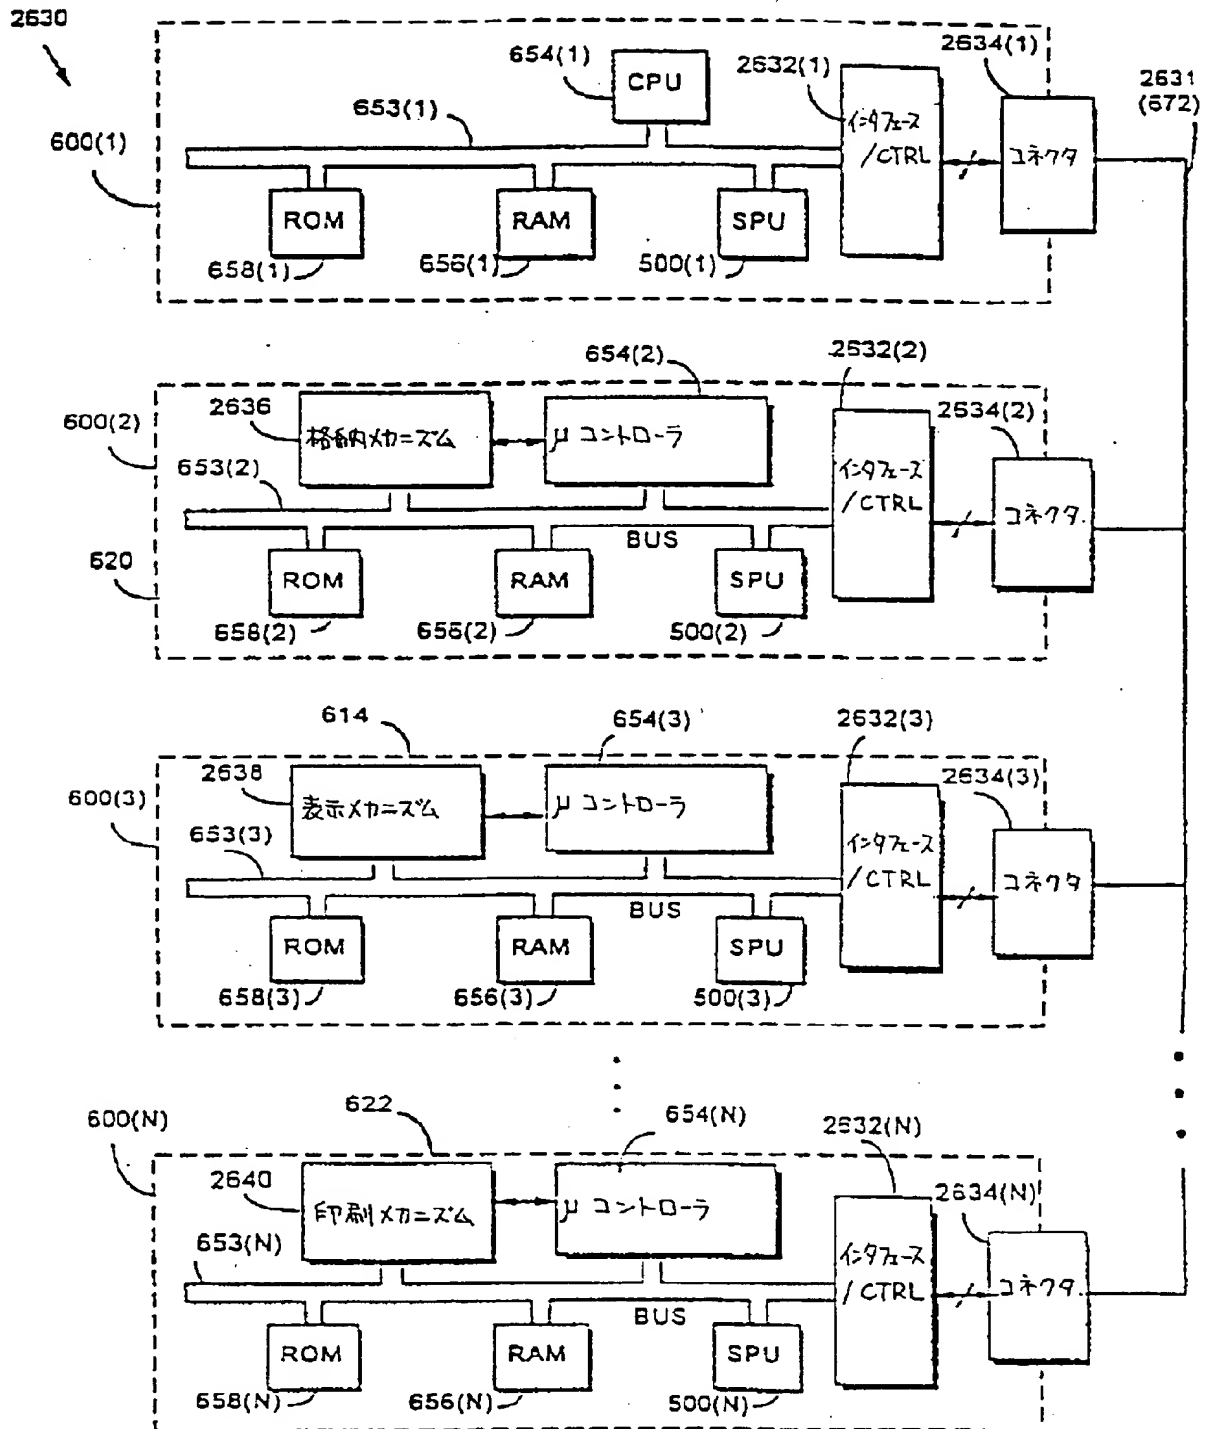 2630
600(1)
653(1)
654(1)
CPU
2632(1)
インタフェース
/CTRL
2634(1)
コネクタ
2631
(672)
ROM
658(1)
RAM
656(1)
SPU
500(1)
600(2)
620
2636
格納メカニズム
654(2)
μコントローラ
653(2)
2632(2)
インタフェース
/CTRL
2634(2)
コネクタ
BUS
ROM
658(2)
RAM
656(2)
SPU
500(2)
600(3)
614
2638
表示メカニズム
654(3)
μコントローラ
653(3)
2632(3)
インタフェース
/CTRL
2634(3)
コネクタ
BUS
ROM
658(3)
RAM
656(3)
SPU
500(3)
600(N)
622
2640
印刷メカニズム
654(N)
μコントローラ
653(N)
2632(N)
インタフェース
/CTRL
2634(N)
コネクタ
BUS
ROM
658(N)
RAM
656(N)
SPU
500(N)